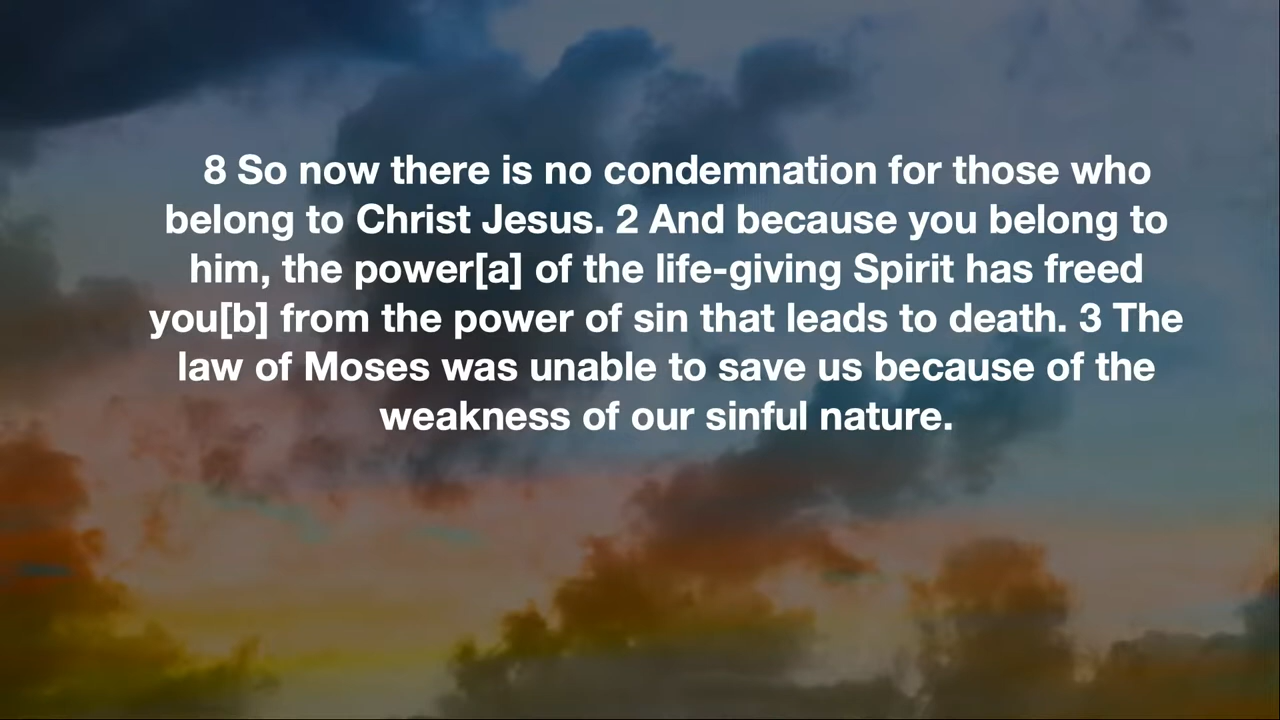 8 So now there is no condemnation for those who
belong to Christ Jesus. 2 And because you belong to
him, the power[a] of the life-giving Spirit has freed
you[b] from the power of sin that leads to death. 3 The
law of Moses was unable to save us because of the
weakness of our sinful nature.